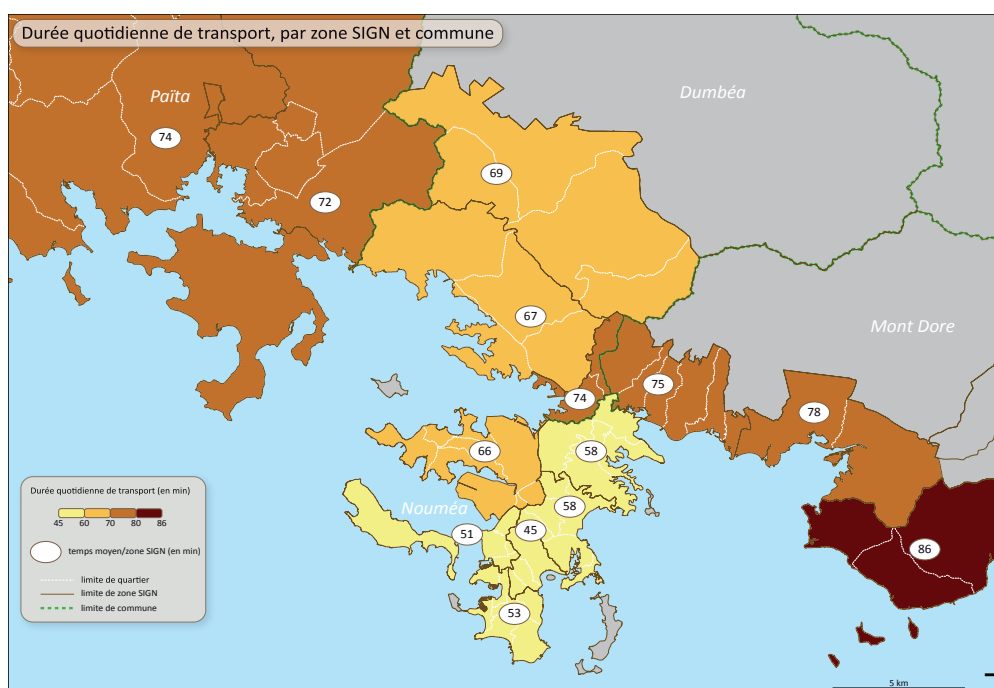 Durée quotidienne de transport, par zone SIGN et commune
Païta
Dumbéa
74
69
72
67
Mont Dore
75
74
78
66
58
Nouméa
58
51
45
86
53
Durée quotidienne de transport (en min)
45 60 70 80 86
temps moyen/zone SIGN (en min)
limite de quartier
limite de zone SIGN
limite de commune
5 km